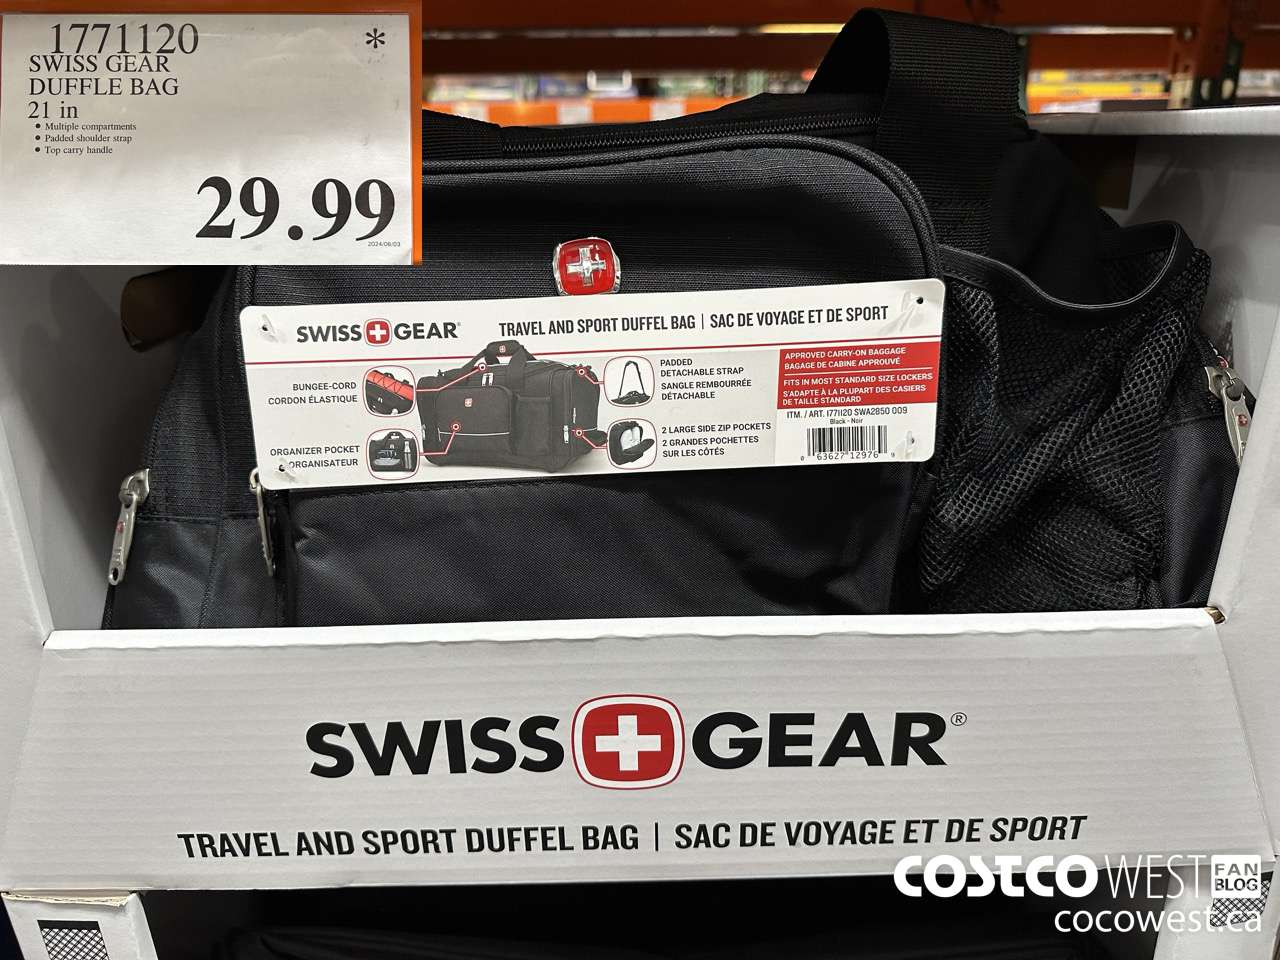 1771120 *
SWISS GEAR
DUFFLE BAG
21 in
• Multiple compartments
• Padded shoulder strap
• Top carry handle
29.99
2024/06/03
SWISS GEAR®
TRAVEL AND SPORT DUFFEL BAG | SAC DE VOYAGE ET DE SPORT
BUNGEE-CORD
CORDON ÉLASTIQUE
ORGANIZER POCKET
ORGANISATEUR
PADDED
DETACHABLE STRAP
SANGLE REMBOURRÉE
DÉTACHABLE
2 LARGE SIDE ZIP POCKETS
2 GRANDES POCHETTES
SUR LES CÔTÉS
APPROVED CARRY-ON BAGGAGE
BAGAGE DE CABINE APPROUVÉ
FITS IN MOST STANDARD SIZE LOCKERS
S'ADAPTE À LA PLUPART DES CASIERS
DE TAILLE STANDARD
ITM. / ART. 1771120 SWA2850 009
Black - Noir
0 63627 12976 9
SWISS GEAR®
TRAVEL AND SPORT DUFFEL BAG | SAC DE VOYAGE ET DE SPORT
COSTCO WEST FAN BLOG
cocowest.ca